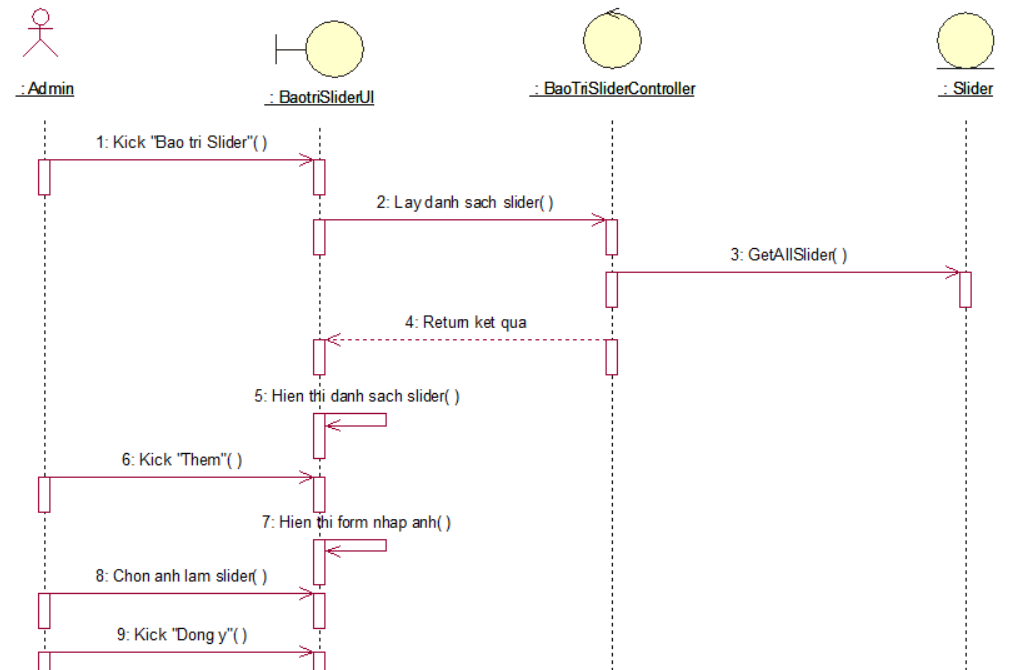 : Admin
: BaotriSliderUI
: BaoTriSliderController
: Slider
1: Kick "Bao tri Slider"( )
2: Lay danh sach slider( )
3: GetAllSlider( )
4: Return ket qua
5: Hien thi danh sach slider( )
6: Kick "Them"( )
7: Hien thi form nhap anh( )
8: Chon anh lam slider( )
9: Kick "Dong y"( )